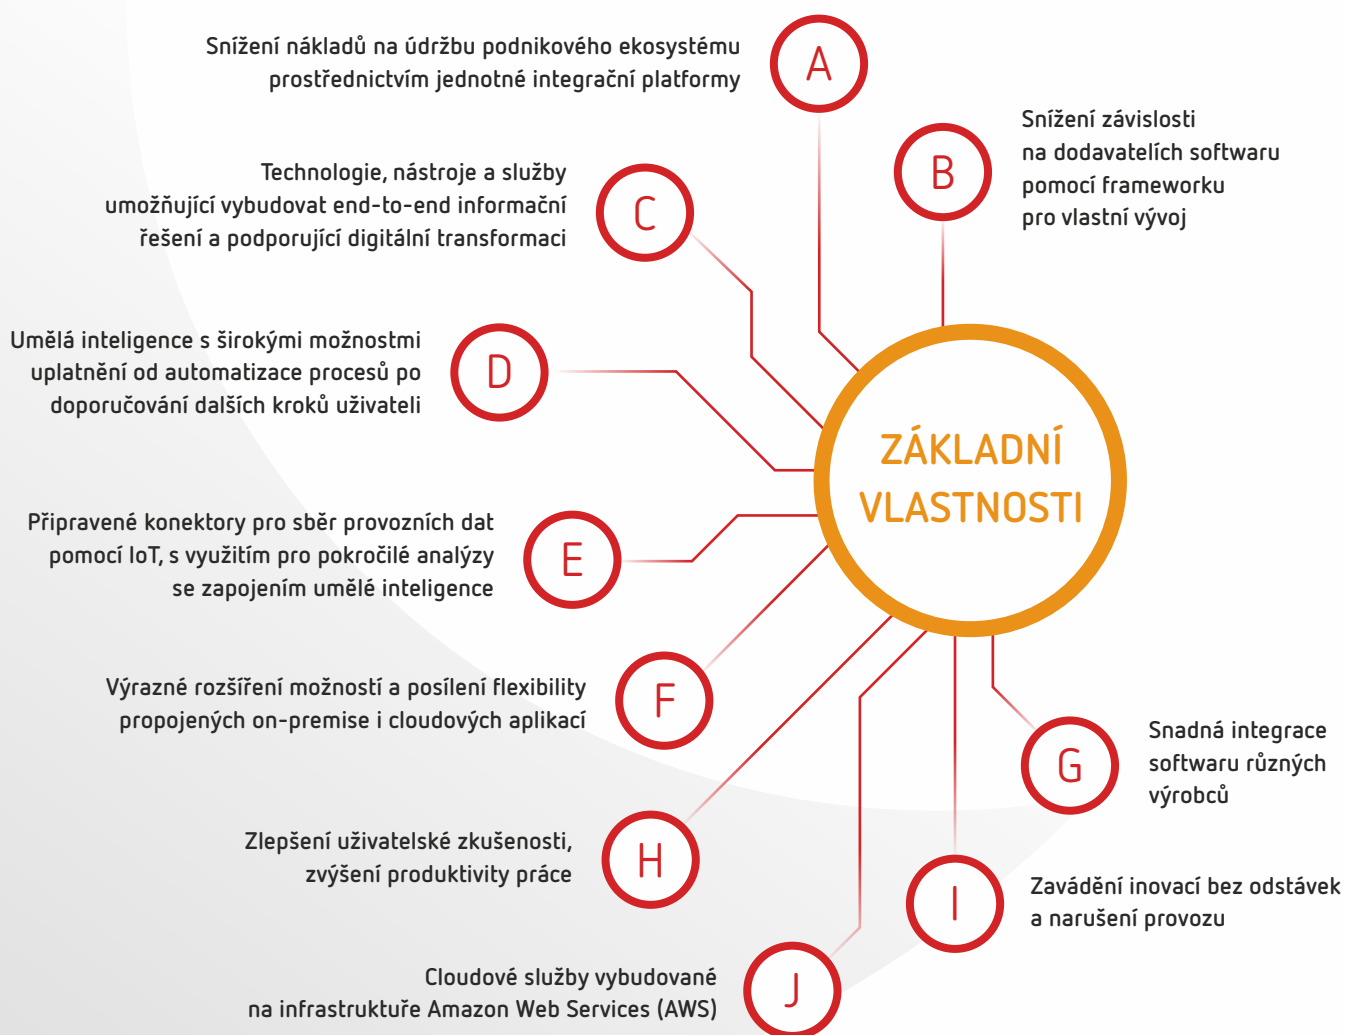 Snížení nákladů na údržbu podnikového ekosystému
prostřednictvím jednotné integrační platformy
A
B
Snížení závislosti
na dodavatelích softwaru
pomocí frameworku
pro vlastní vývoj
Technologie, nástroje a služby
umožňující vybudovat end-to-end informační
řešení a podporující digitální transformaci
C
Umělá inteligence s širokými možnostmi
uplatnění od automatizace procesů po
doporučování dalších kroků uživateli
D
ZÁKLADNÍ
VLASTNOSTI
Připravené konektory pro sběr provozních dat
pomocí IoT, s využitím pro pokročilé analýzy
se zapojením umělé inteligence
E
Výrazné rozšíření možností a posílení flexibility
propojených on-premise i cloudových aplikací
F
G
Snadná integrace
softwaru různých
výrobců
Zlepšení uživatelské zkušenosti,
zvýšení produktivity práce
H
I
Zavádění inovací bez odstávek
a narušení provozu
Cloudové služby vybudované
na infrastruktuře Amazon Web Services (AWS)
J